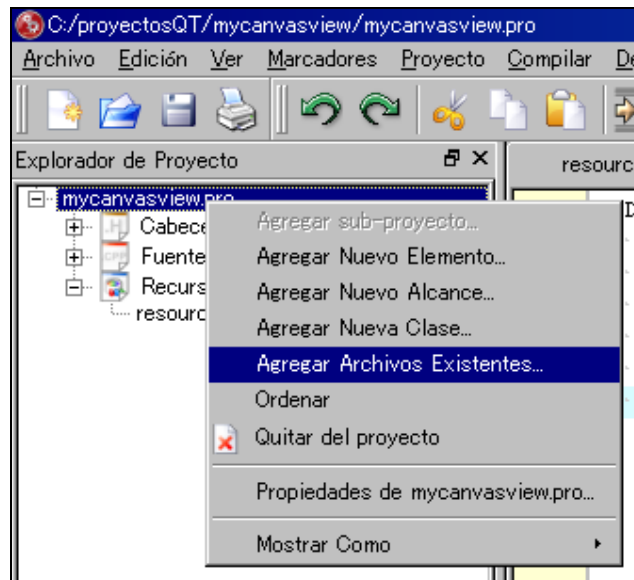 C:/proyectosQT/mycanvasview/mycanvasview.pro
Archivo Edición Ver Marcadores Proyecto Compilar De
Explorador de Proyecto
resourc
mycanvasview.pro
Cabece
Fuente
Recurs
resourc
Agregar sub-proyecto...
Agregar Nuevo Elemento...
Agregar Nuevo Alcance...
Agregar Nueva Clase...
Agregar Archivos Existentes...
Ordenar
Quitar del proyecto
Propiedades de mycanvasview.pro...
Mostrar Como